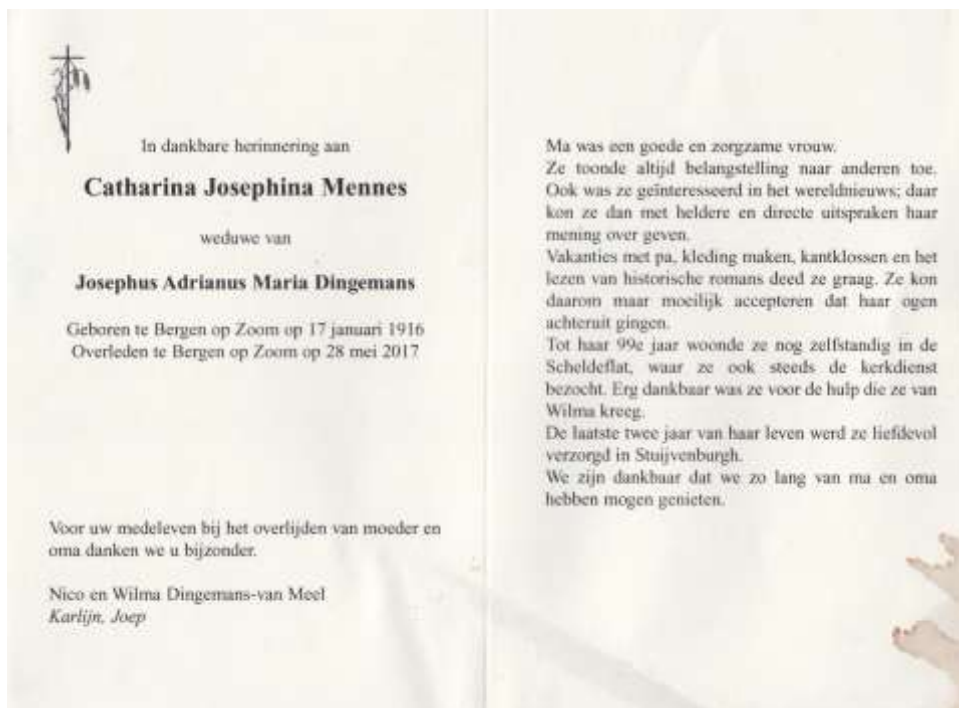 In dankbare herinnering aan
Catharina Josephina Mennes
weduwe van
Josephus Adrianus Maria Dingemans
Geboren te Bergen op Zoom op 17 januari 1916
Overleden te Bergen op Zoom op 28 mei 2017
Voor uw medeleven bij het overlijden van moeder en
oma danken we u bijzonder.
Nico en Wilma Dingemans-van Meel
Karlijn, Joep
Ma was een goede en zorgzame vrouw.
Ze toonde altijd belangstelling naar anderen toe.
Ook was ze geïnteresseerd in het wereldnieuws; daar
kon ze dan met heldere en directe uitspraken haar
mening over geven.
Vakanties met pa, kleding maken, kantklossen en het
lezen van historische romans deed ze graag. Ze kon
daarom maar moeilijk accepteren dat haar ogen
achteruit gingen.
Tot haar 99e jaar woonde ze nog zelfstandig in de
Scheldeflat, waar ze ook steeds de kerkdienst
bezocht. Erg dankbaar was ze voor de hulp die ze van
Wilma kreeg.
De laatste twee jaar van haar leven werd ze liefdevol
verzorgd in Stuijvenburgh.
We zijn dankbaar dat we zo lang van ma en oma
hebben mogen genieten.